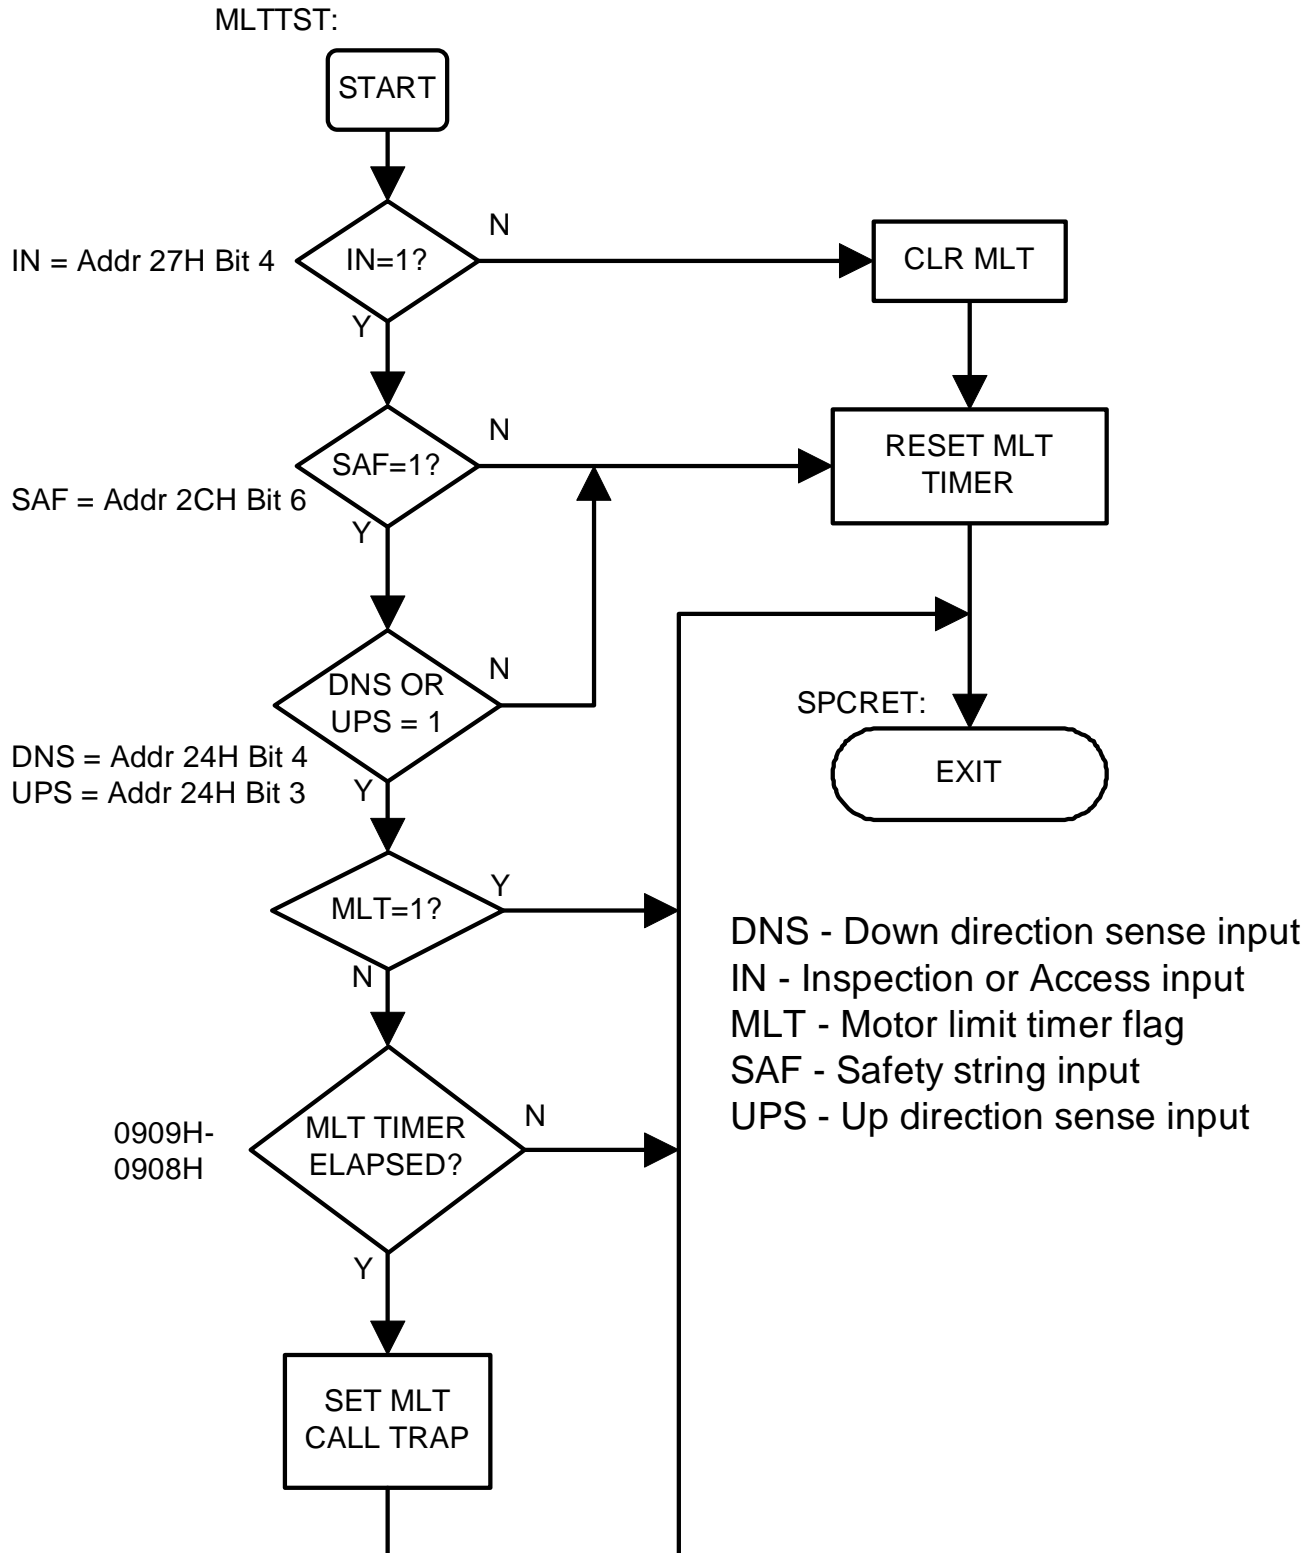 MLTTST:
START
IN = Addr 27H Bit 4
IN=1?
N
CLR MLT
Y
SAF = Addr 2CH Bit 6
SAF=1?
N
RESET MLT
TIMER
Y
DNS OR
UPS = 1
N
SPCRET:
EXIT
DNS = Addr 24H Bit 4
UPS = Addr 24H Bit 3
Y
MLT=1?
Y
N
DNS - Down direction sense input
IN - Inspection or Access input
MLT - Motor limit timer flag
SAF - Safety string input
UPS - Up direction sense input
0909H-
0908H
MLT TIMER
ELAPSED?
N
Y
SET MLT
CALL TRAP